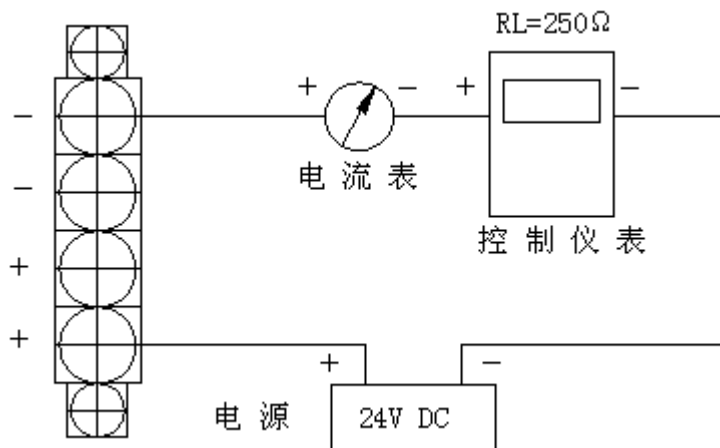 RL=250Ω
+ − + −
−
电流表
−
控制仪表
+
+
+ −
电源 24V DC